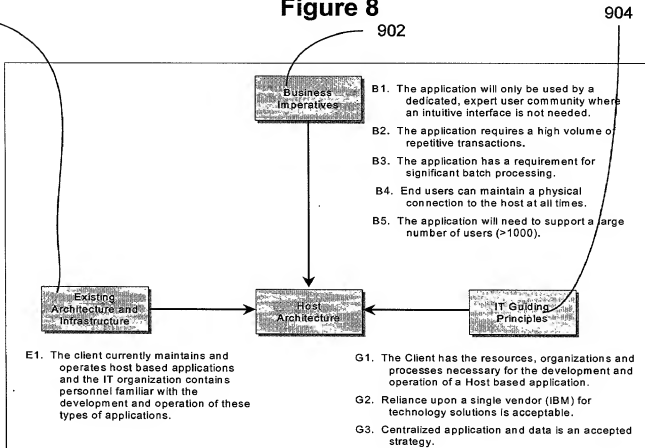 Figure 8
902
904
Business
Imperatives
B1. The application will only be used by a
dedicated, expert user community where
an intuitive interface is not needed.
B2. The application requires a high volume of
repetitive transactions.
B3. The application has a requirement for
significant batch processing.
B4. End users can maintain a physical
connection to the host at all times.
B5. The application will need to support a large
number of users (>1000).
Existing
Architecture and
Infrastructure
Host
Architecture
IT Guiding
Principles
E1. The client currently maintains and
operates host based applications
and the IT organization contains
personnel familiar with the
development and operation of these
types of applications.
G1. The Client has the resources, organizations and
processes necessary for the development and
operation of a Host based application.
G2. Reliance upon a single vendor (IBM) for
technology solutions is acceptable.
G3. Centralized application and data is an accepted
strategy.